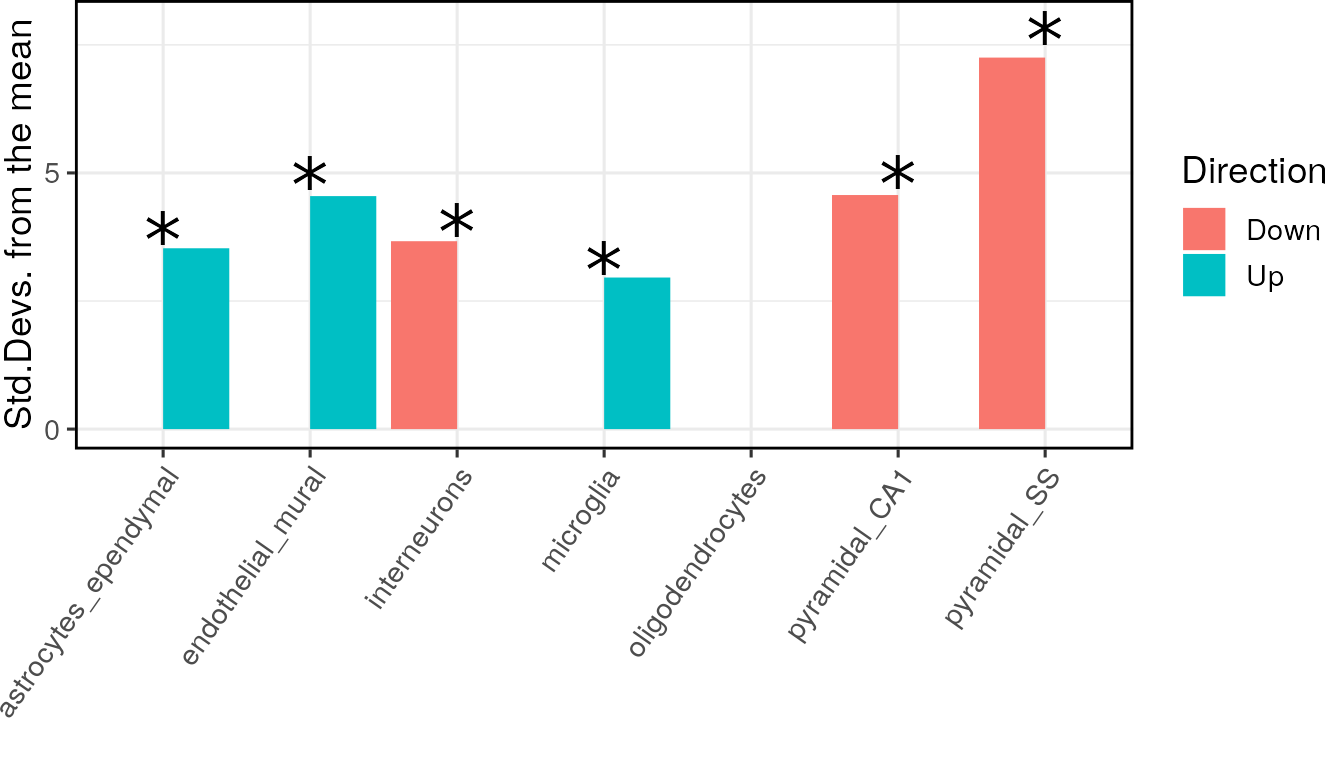 Std.Devs. from the mean
5
0
*
*
*
*
*
*
astrocytes_ependymal
endothelial_mural
interneurons
microglia
oligodendrocytes
pyramidal_CA1
pyramidal_SS
Direction
Down
Up